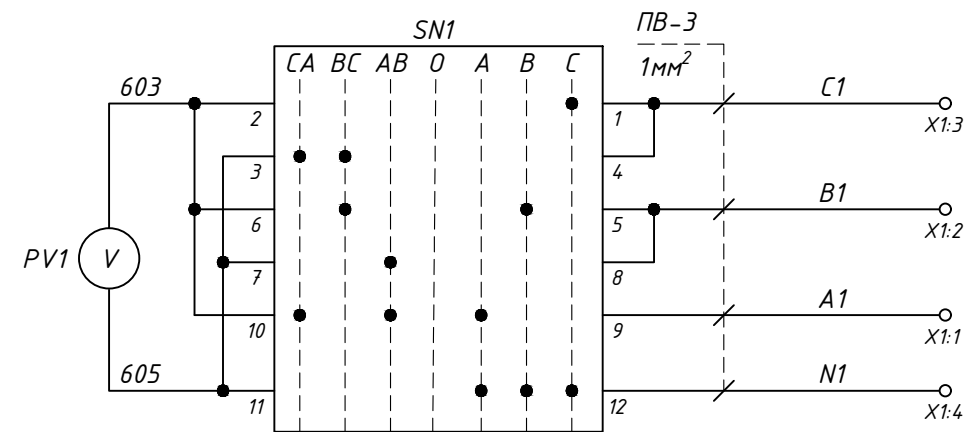 SN1
ПВ-3
1мм²
CA BC AB O A B C
603
C1
2
1
X1:3
3
4
B1
6
5
X1:2
PV1
V
7
8
A1
10
9
X1:1
605
N1
11
12
X1:4